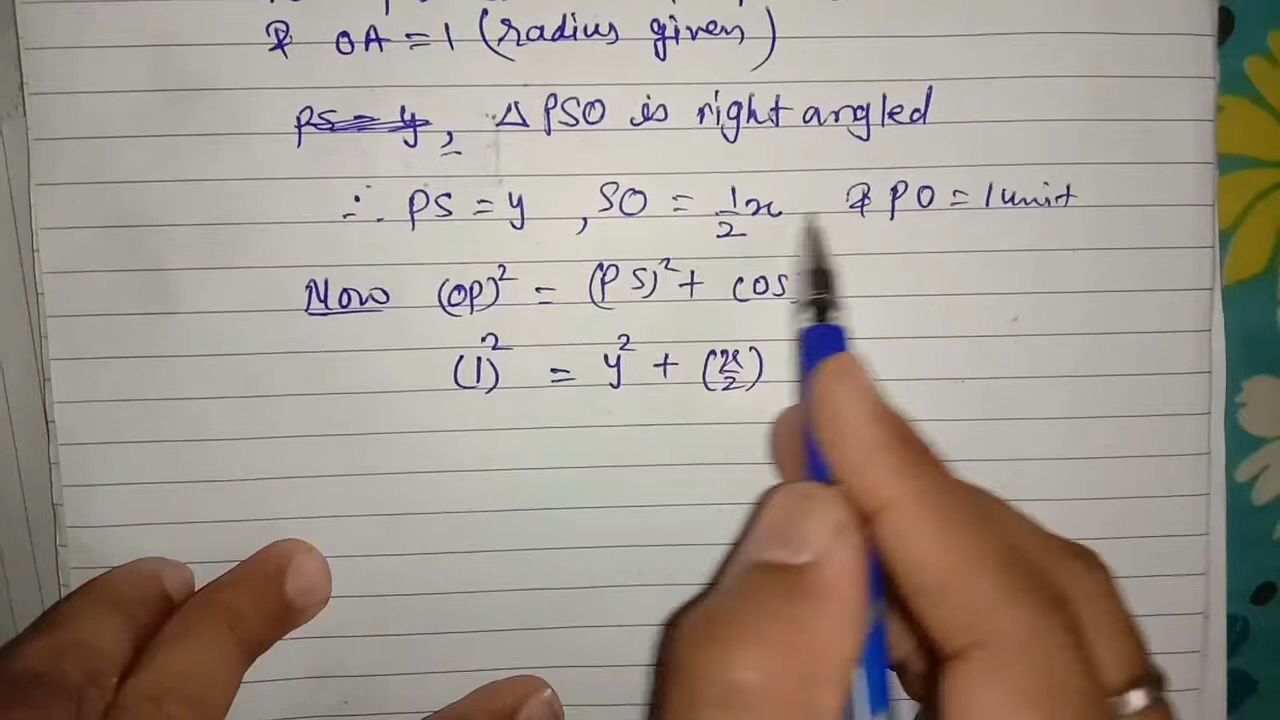 & OA = 1 (radius given)
PS = y, △ PSO is right angled
∴ PS = y , SO = 1/2 x & PO = 1 unit
Now (OP)² = (PS)² + (OS
(1)² = y² + (x/2)